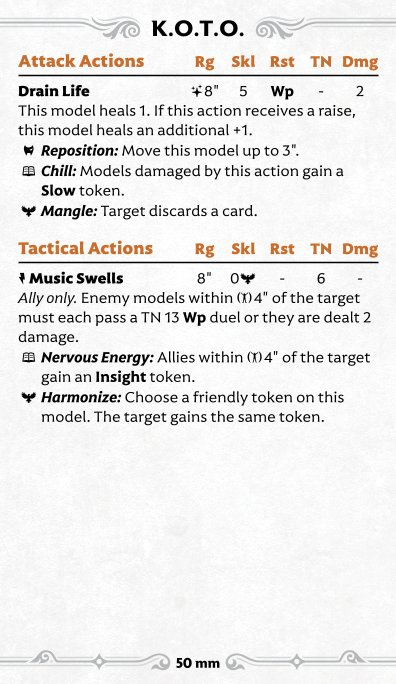 K.O.T.O.
Attack Actions Rg Skl Rst TN Dmg
Drain Life 8" 5 Wp - 2
This model heals 1. If this action receives a raise,
this model heals an additional +1.
Reposition: Move this model up to 3".
Chill: Models damaged by this action gain a
Slow token.
Mangle: Target discards a card.
Tactical Actions Rg Skl Rst TN Dmg
Music Swells 8" 0 - 6 -
Ally only. Enemy models within 4" of the target
must each pass a TN 13 Wp duel or they are dealt 2
damage.
Nervous Energy: Allies within 4" of the target
gain an Insight token.
Harmonize: Choose a friendly token on this
model. The target gains the same token.
50 mm